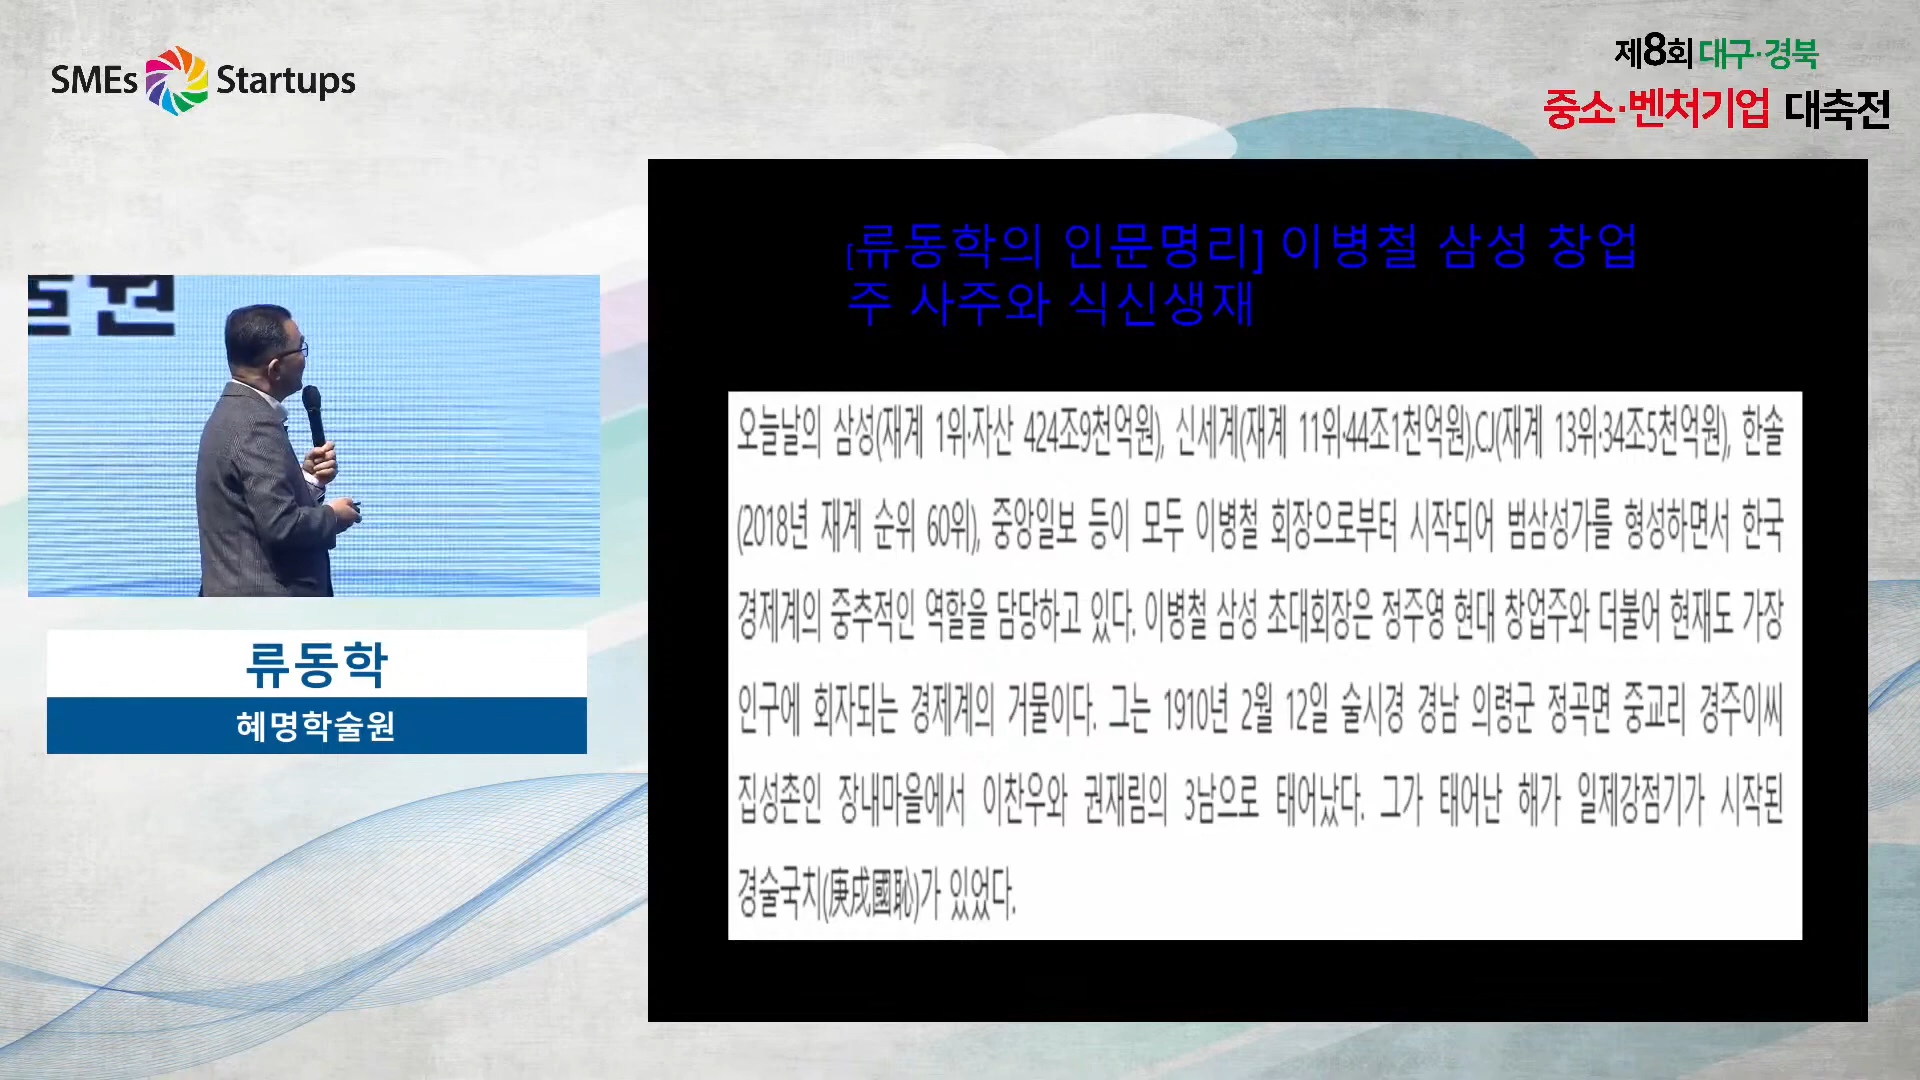 SMEs Startups
제8회 대구·경북
중소·벤처기업 대축전
[류동학의 인문명리] 이병철 삼성 창업
주 사주와 식신생재
오늘날의 삼성(재계 1위·자산 424조9천억원), 신세계(재계 11위·44조1천억원),CJ(재계 13위·34조5천억원), 한솔
(2018년 재계 순위 60위), 중앙일보 등이 모두 이병철 회장으로부터 시작되어 범삼성가를 형성하면서 한국
경제계의 중추적인 역할을 담당하고 있다. 이병철 삼성 초대회장은 정주영 현대 창업주와 더불어 현재도 가장
인구에 회자되는 경제계의 거물이다. 그는 1910년 2월 12일 술시경 경남 의령군 정곡면 중교리 경주이씨
집성촌인 장내마을에서 이찬우와 권재림의 3남으로 태어났다. 그가 태어난 해가 일제강점기가 시작된
경술국치(庚戌國恥)가 있었다.
류동학
혜명학술원